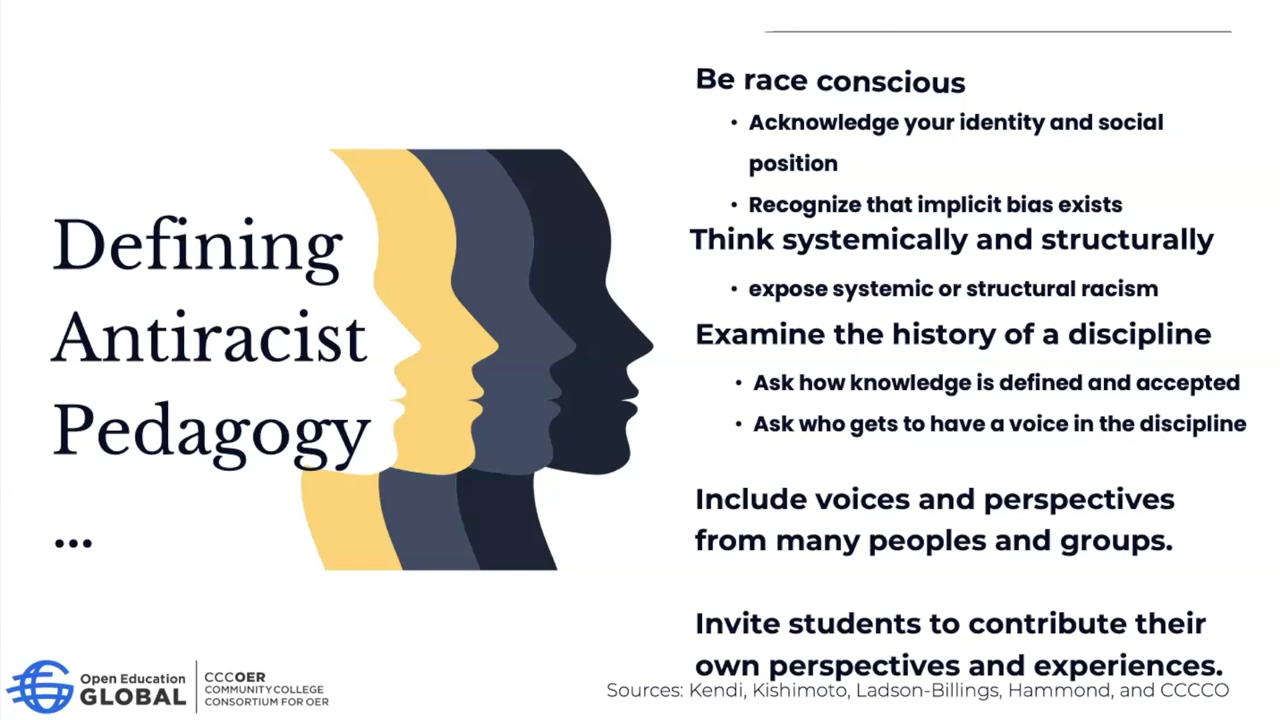 Defining
Antiracist
Pedagogy
...
Be race conscious
• Acknowledge your identity and social
position
• Recognize that implicit bias exists
Think systemically and structurally
• expose systemic or structural racism
Examine the history of a discipline
• Ask how knowledge is defined and accepted
• Ask who gets to have a voice in the discipline
Include voices and perspectives
from many peoples and groups.
Invite students to contribute their
own perspectives and experiences.
Sources: Kendi, Kishimoto, Ladson-Billings, Hammond, and CCCCO
Open Education
GLOBAL
CCCOER
COMMUNITY COLLEGE
CONSORTIUM FOR OER